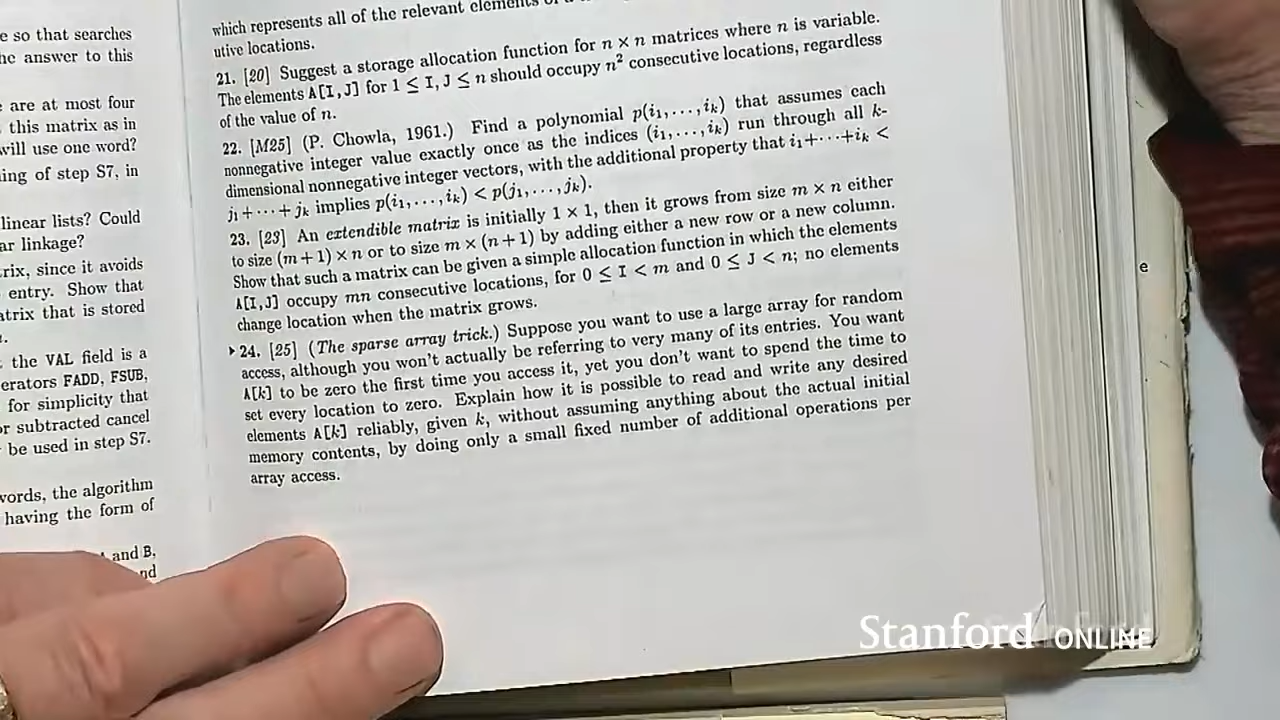 e so that searches
he answer to this
are at most four
this matrix as in
will use one word?
ing of step S7, in
linear lists? Could
ar linkage?
rix, since it avoids
entry. Show that
atrix that is stored
the VAL field is a
erators FADD, FSUB,
for simplicity that
or subtracted cancel
be used in step S7.
words, the algorithm
having the form of
and B,
nd
which represents all of the relevant elements
utive locations.
21. [20] Suggest a storage allocation function for n × n matrices where n is variable.
The elements A[I,J] for 1 ≤ I, J ≤ n should occupy n² consecutive locations, regardless
of the value of n.
22. [M25] (P. Chowla, 1961.) Find a polynomial p(i₁,...,iₖ) that assumes each
nonnegative integer value exactly once as the indices (i₁,...,iₖ) run through all k-
dimensional nonnegative integer vectors, with the additional property that i₁+···+iₖ <
j₁+···+jₖ implies p(i₁,...,iₖ) < p(j₁,...,jₖ).
23. [23] An extendible matrix is initially 1 × 1, then it grows from size m × n either
to size (m + 1) × n or to size m × (n + 1) by adding either a new row or a new column.
Show that such a matrix can be given a simple allocation function in which the elements
A[I,J] occupy mn consecutive locations, for 0 ≤ I < m and 0 ≤ J < n; no elements
change location when the matrix grows.
▸ 24. [25] (The sparse array trick.) Suppose you want to use a large array for random
access, although you won't actually be referring to very many of its entries. You want
A[k] to be zero the first time you access it, yet you don't want to spend the time to
set every location to zero. Explain how it is possible to read and write any desired
elements A[k] reliably, given k, without assuming anything about the actual initial
memory contents, by doing only a small fixed number of additional operations per
array access.
e
Stanford ONLINE